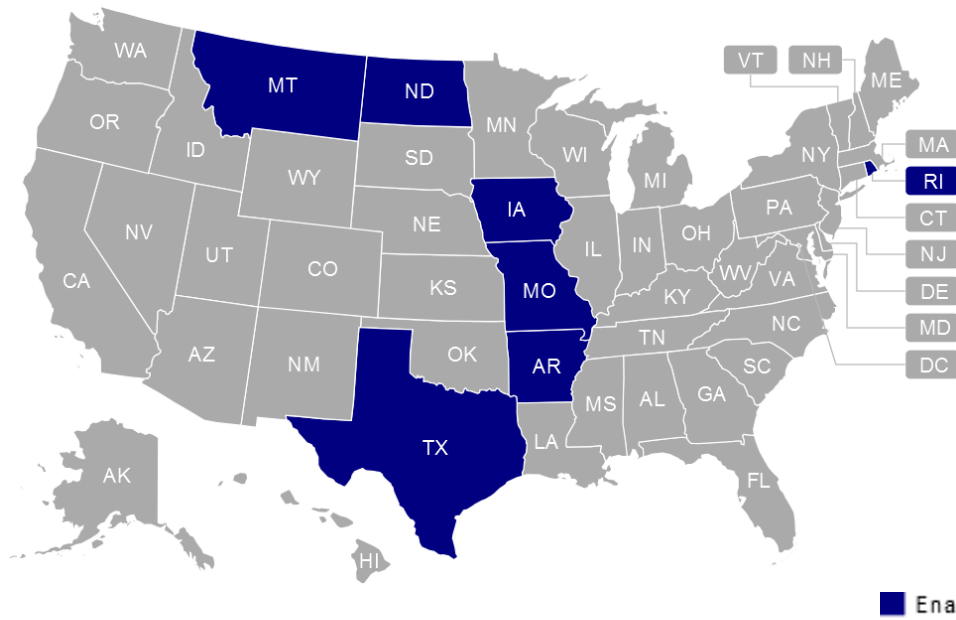 WA
MT
ND
MN
VT
NH
ME
OR
ID
SD
WI
MI
NY
MA
RI
WY
IA
NE
PA
CT
NV
UT
CO
IL
IN
OH
NJ
CA
KS
MO
WV
VA
DE
KY
MD
AZ
NM
OK
AR
TN
NC
DC
SC
MS
AL
GA
TX
LA
FL
AK
HI
Ena